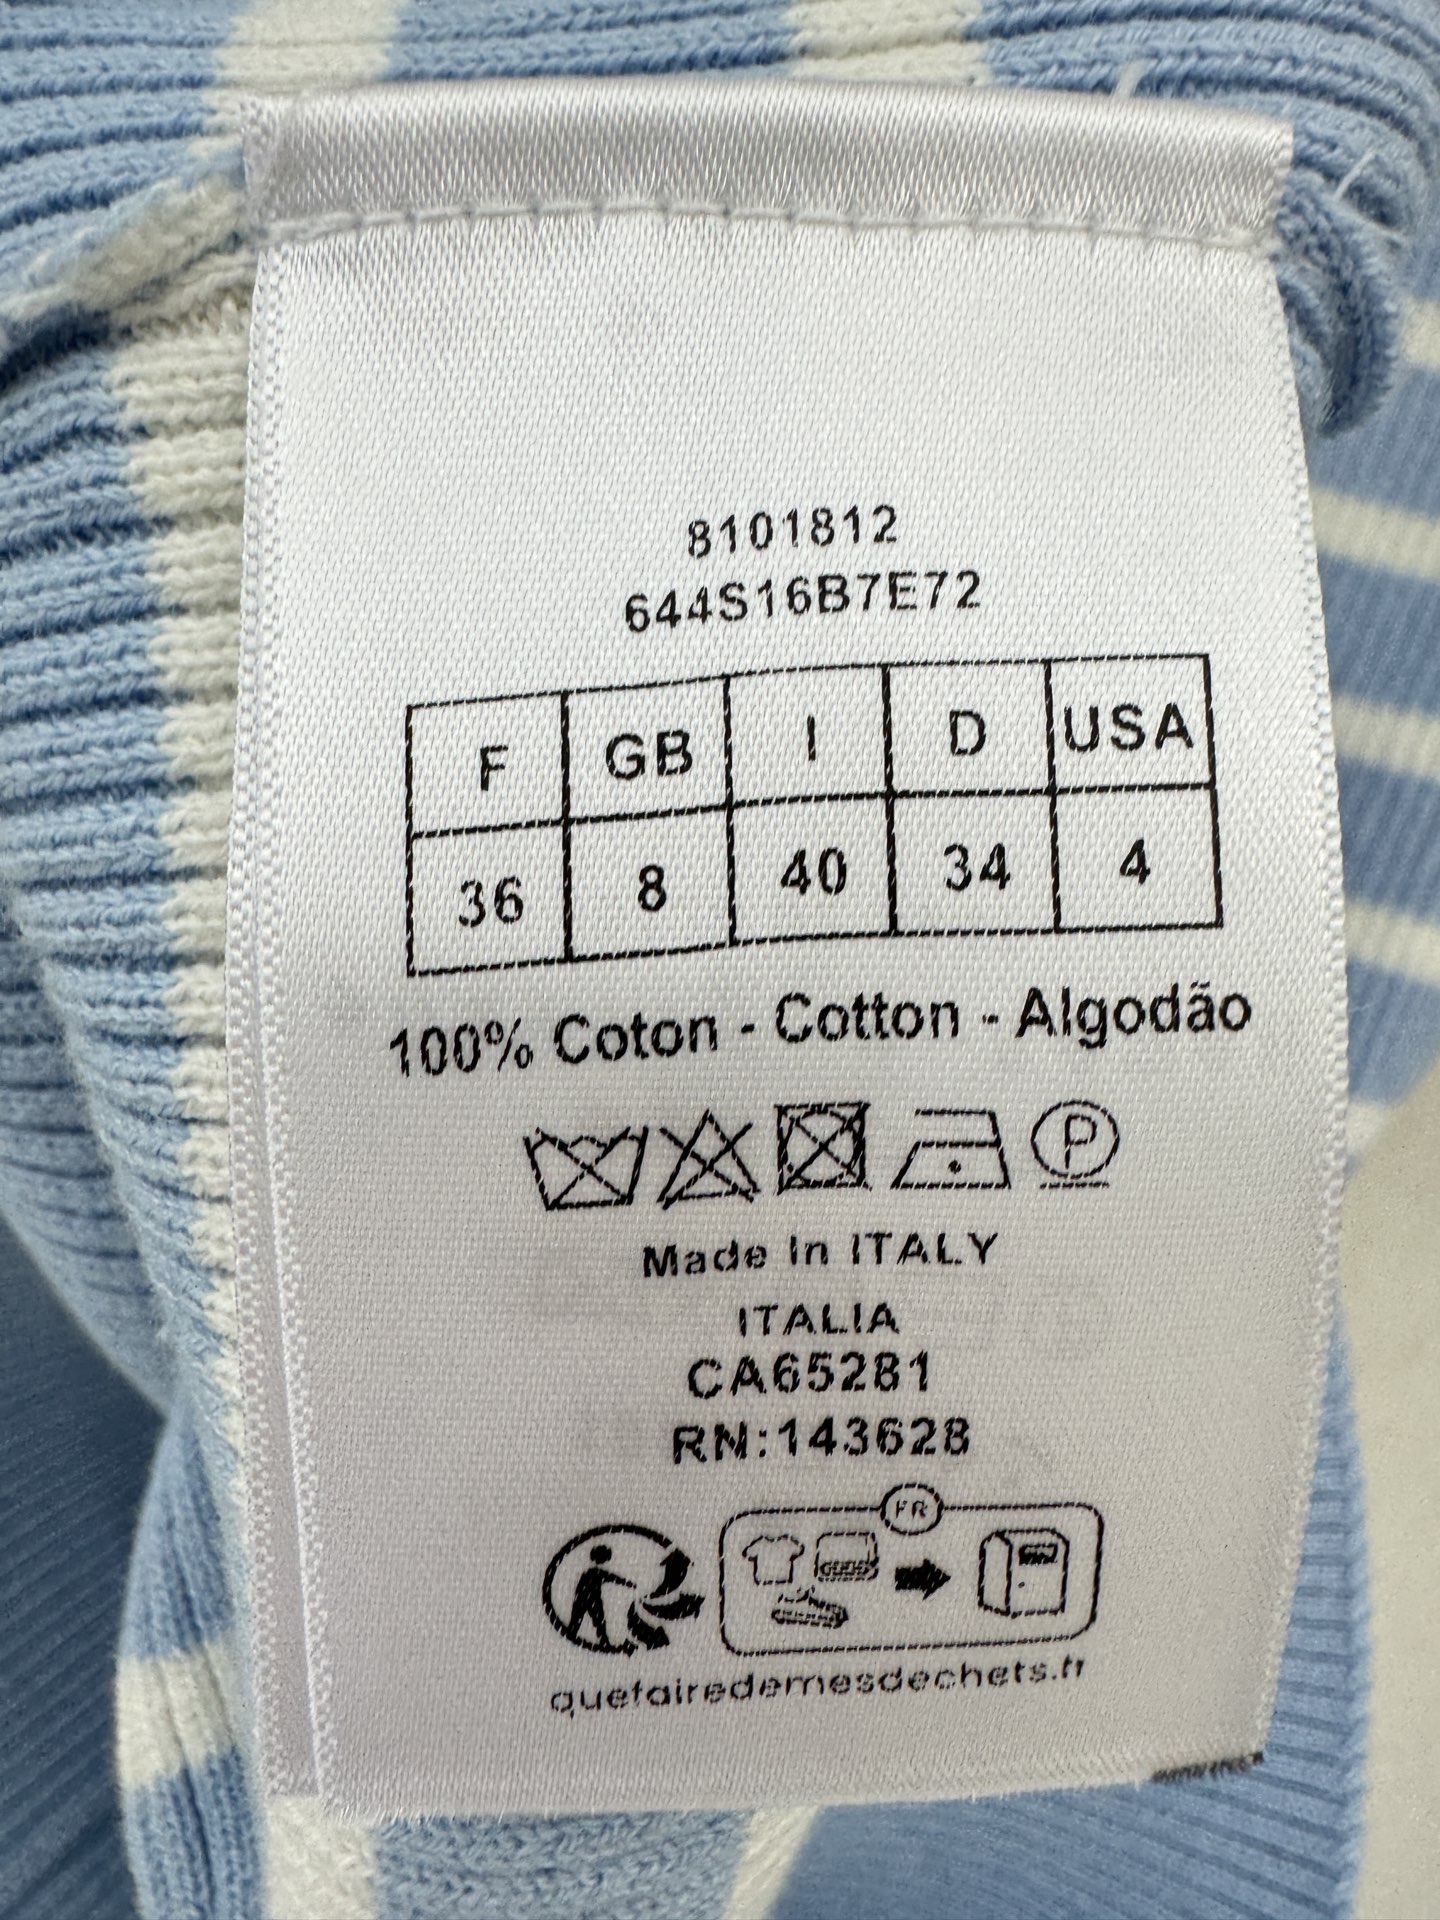 8101812
644S16B7E72
F GB I D USA
36 8 40 34 4
100% Coton - Cotton - Algodão
P
Made In ITALY
ITALIA
CA65281
RN:143628
FR
quefairedemesdechets.fr